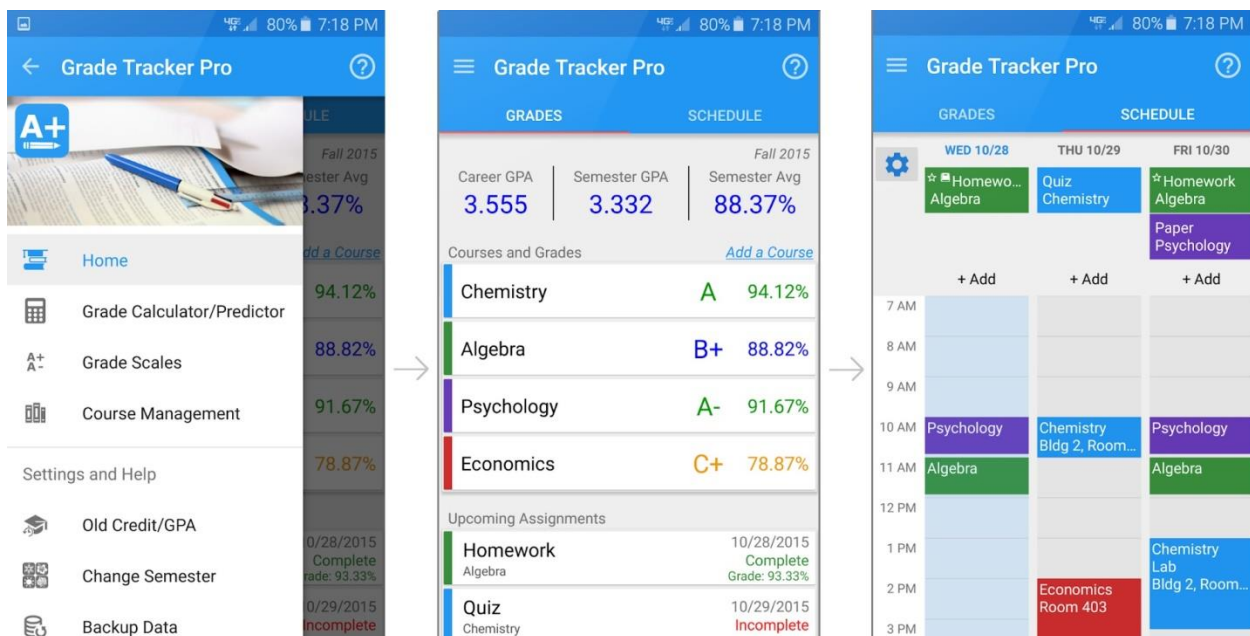 4GE 80% 7:18 PM
Grade Tracker Pro
?
ULE
A+
Fall 2015
ester Avg
3.37%
Home
dd a Course
Grade Calculator/Predictor
94.12%
A+
A-
Grade Scales
88.82%
Course Management
91.67%
Settings and Help
78.87%
Old Credit/GPA
10/28/2015
Complete
rade: 93.33%
Change Semester
10/29/2015
Incomplete
Backup Data
4GE 80% 7:18 PM
Grade Tracker Pro
?
GRADES SCHEDULE
Fall 2015
Career GPA Semester GPA Semester Avg
3.555 3.332 88.37%
Courses and Grades Add a Course
Chemistry A 94.12%
Algebra B+ 88.82%
Psychology A- 91.67%
Economics C+ 78.87%
Upcoming Assignments
Homework 10/28/2015
Algebra Complete
Grade: 93.33%
Quiz 10/29/2015
Chemistry Incomplete
4GE 80% 7:18 PM
Grade Tracker Pro
?
GRADES SCHEDULE
WED 10/28 THU 10/29 FRI 10/30
Homewo... Quiz Homework
Algebra Chemistry Algebra
Paper
Psychology
+ Add + Add + Add
7 AM
8 AM
9 AM
10 AM Psychology Chemistry Psychology
Bldg 2, Room...
11 AM Algebra Algebra
12 PM
1 PM Chemistry
Lab
Bldg 2, Room...
2 PM Economics
Room 403
3 PM